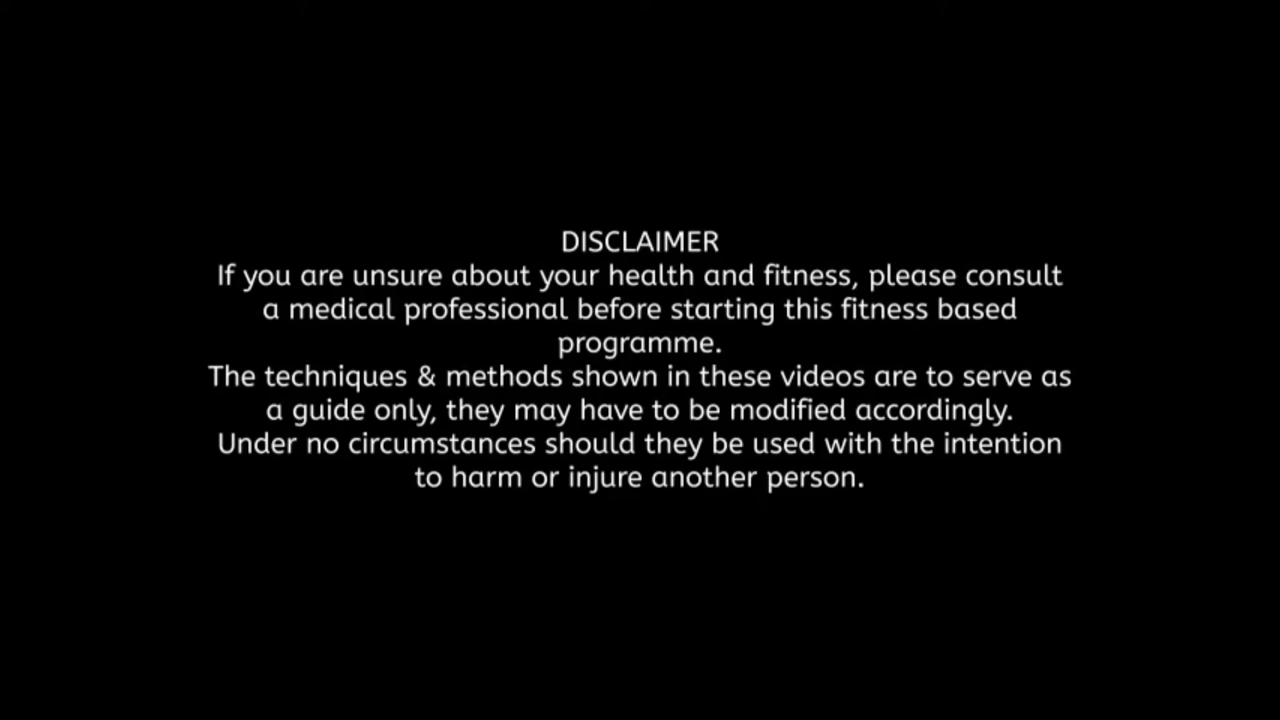 DISCLAIMER
If you are unsure about your health and fitness, please consult
a medical professional before starting this fitness based
programme.
The techniques & methods shown in these videos are to serve as
a guide only, they may have to be modified accordingly.
Under no circumstances should they be used with the intention
to harm or injure another person.